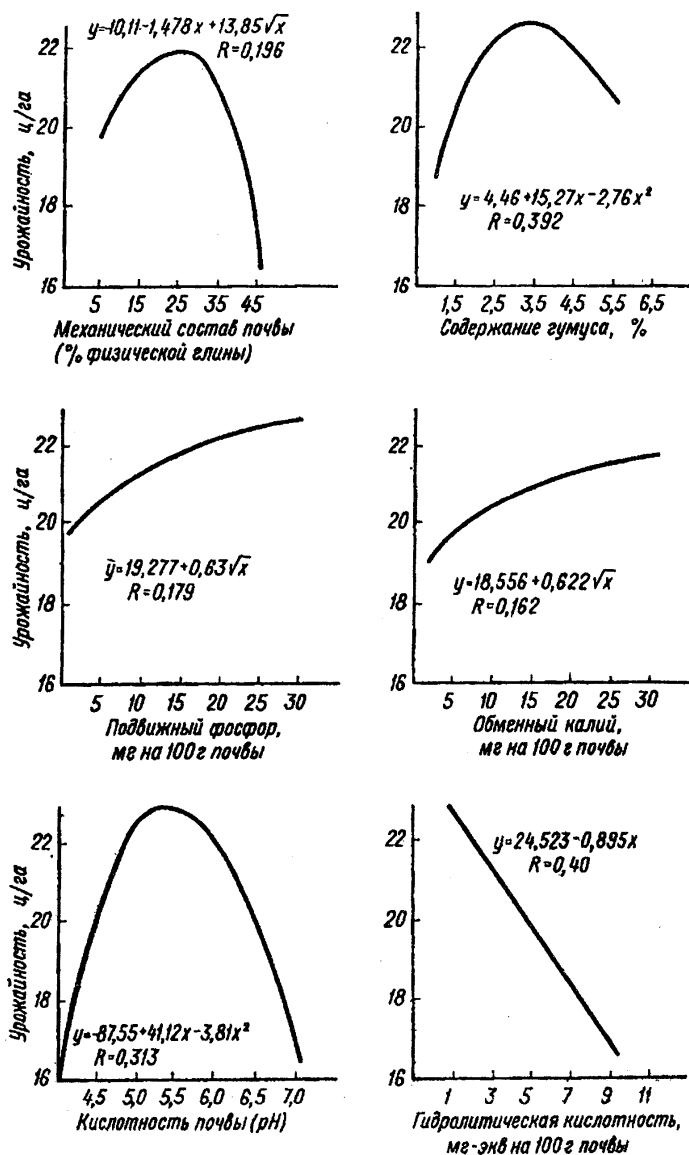 y=-10,11-1,478x+13,85√x
R=0,196
Урожайность, ц/га
22
20
18
16
5 15 25 35 45
Механический состав почвы
(% физической глины)
22
20
18
16
y=4,46+15,27x-2,76x²
R=0,392
1,5 2,5 3,5 4,5 5,5 6,5
Содержание гумуса, %
Урожайность, ц/га
22
20
18
16
ȳ=19,277+0,63√x
R=0,179
5 10 15 20 25 30
Подвижный фосфор,
мг на 100 г почвы
22
20
18
16
y=18,556+0,622√x
R=0,162
5 10 15 20 25 30
Обменный калий,
мг на 100 г почвы
Урожайность, ц/га
22
20
18
16
y=-87,55+41,12x-3,81x²
R=0,313
4,5 5,0 5,5 6,0 6,5 7,0
Кислотность почвы (pH)
22
20
18
16
y=24,523-0,895x
R=0,40
1 3 5 7 9 11
Гидролитическая кислотность,
мг-экв на 100 г почвы